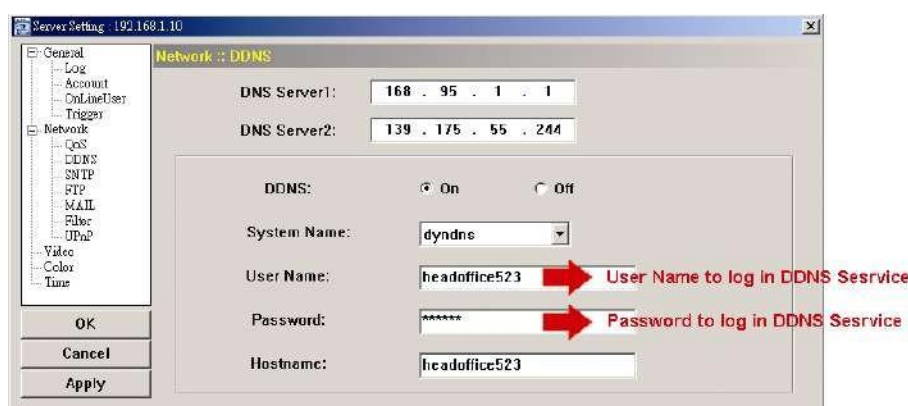 Server Setting : 192.168.1.10
General
Log
Account
OnLineUser
Trigger
Network
QoS
DDNS
SNTP
FTP
MAIL
Filter
UPnP
Video
Color
Time
OK
Cancel
Apply
Network :: DDNS
DNS Server1: 168 . 95 . 1 . 1
DNS Server2: 139 . 175 . 55 . 244
DDNS: On Off
System Name: dyndns
User Name: headoffice523 User Name to log in DDNS Sesrvice
Password: ****** Password to log in DDNS Sesrvice
Hostname: headoffice523